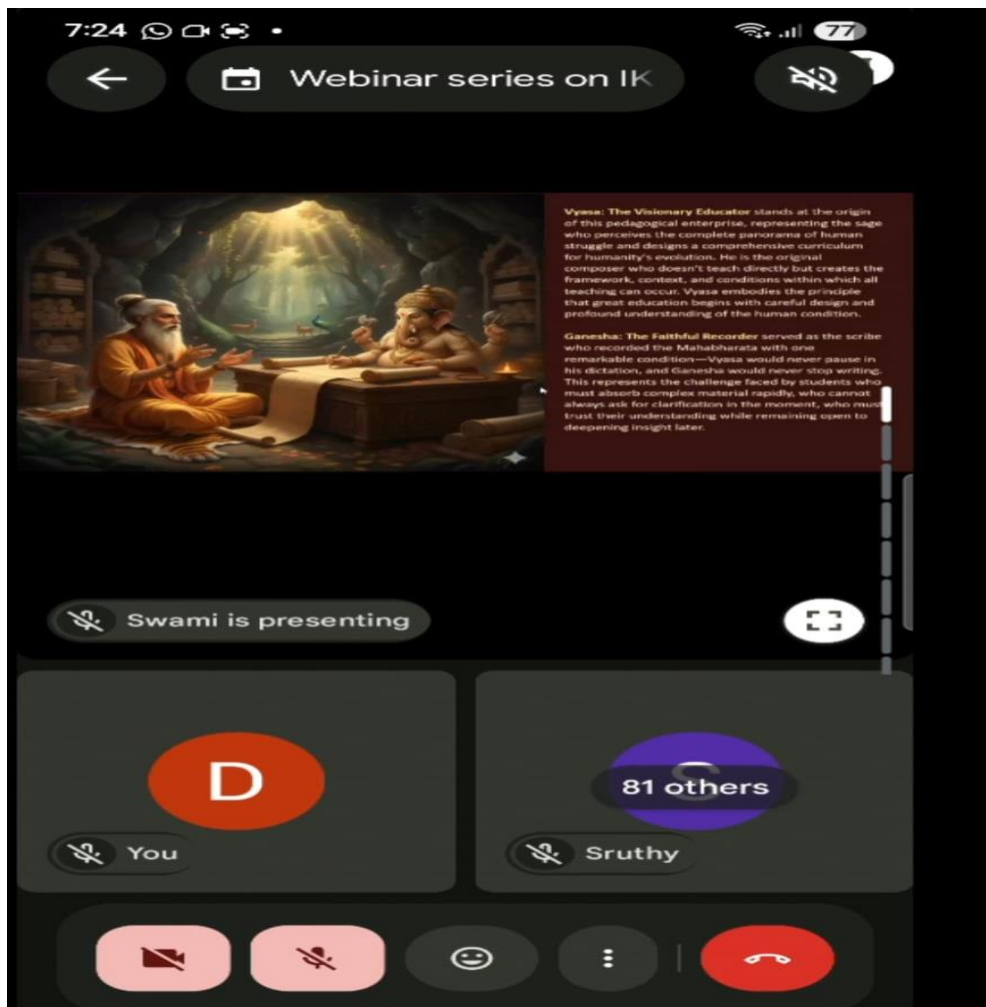 7:24
77
Webinar series on IK
Vyasa: The Visionary Educator stands at the origin
of this pedagogical enterprise, representing the sage
who perceives the complete panorama of human
struggle and designs a comprehensive curriculum
for humanity's evolution. He is the original
composer who doesn't teach directly but creates the
framework, context, and conditions within which all
teaching can occur. Vyasa embodies the principle
that great education begins with careful design and
profound understanding of the human condition.
Ganesha: The Faithful Recorder served as the scribe
who recorded the Mahabharata with one
remarkable condition—Vyasa would never pause in
his dictation, and Ganesha would never stop writing.
This represents the challenge faced by students who
must absorb complex material rapidly, who cannot
always ask for clarification in the moment, who must
trust their understanding while remaining open to
deepening insight later.
Swami is presenting
D
S
81 others
You
Sruthy